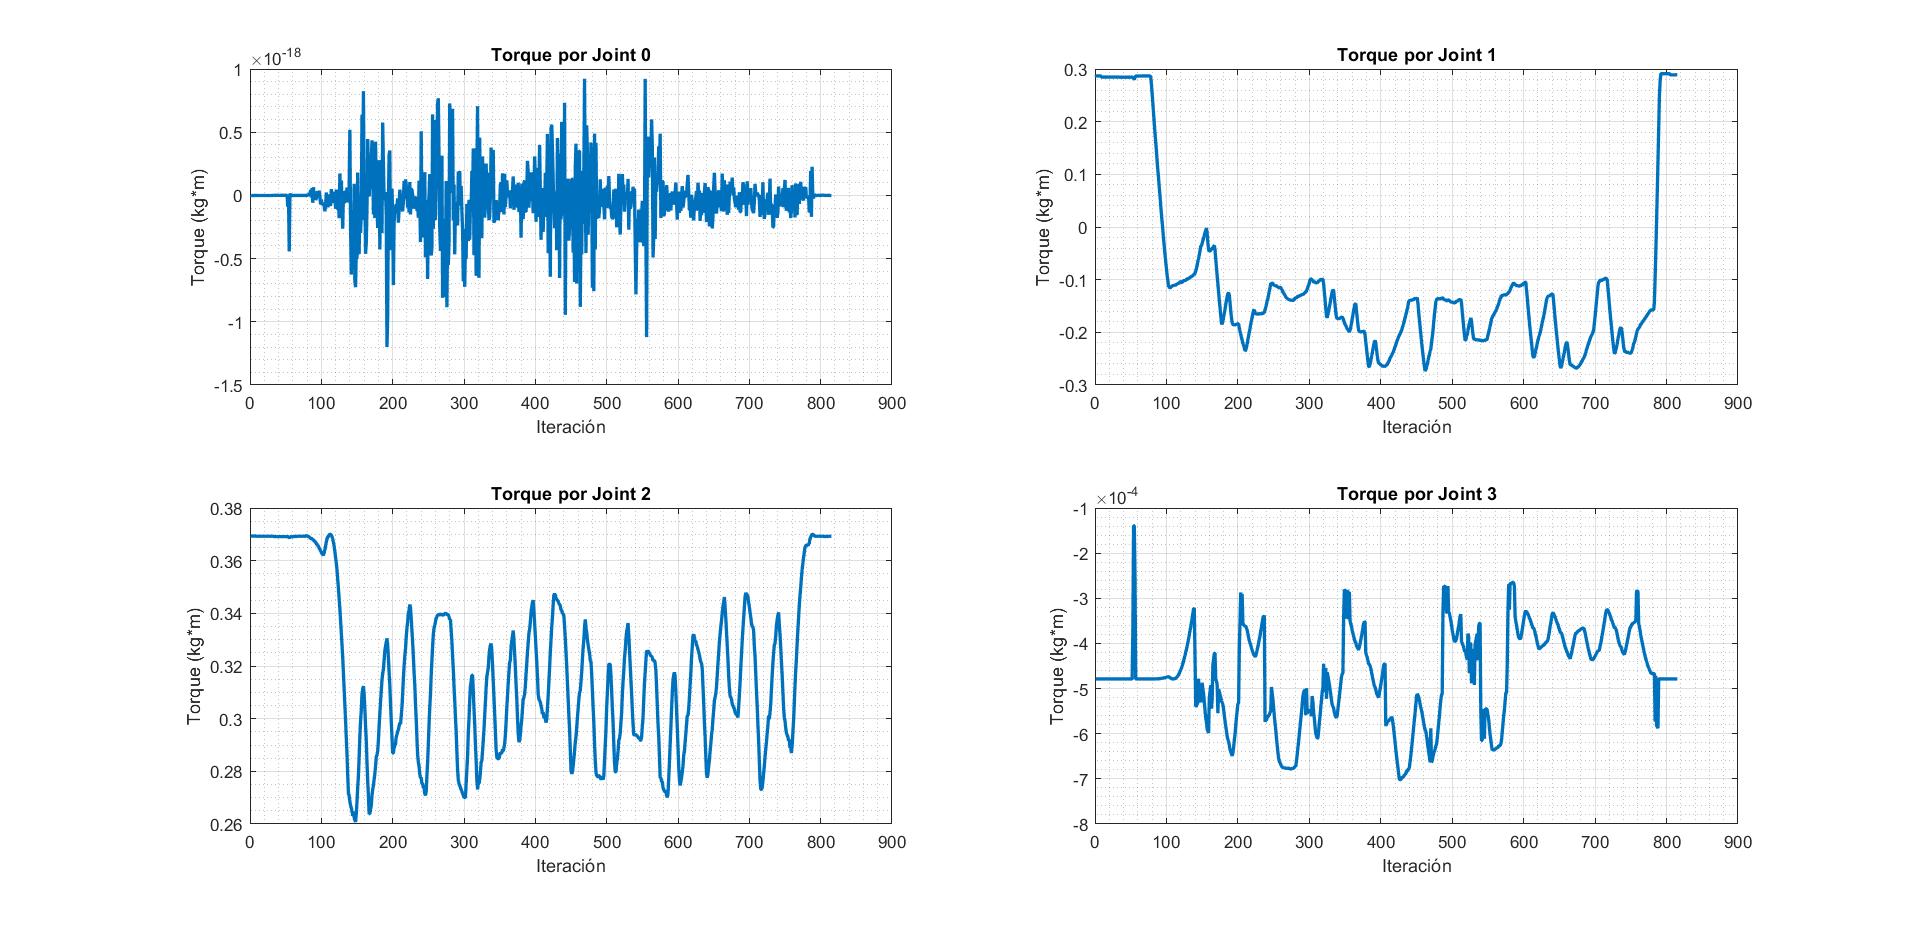 Torque por Joint 0
×10-18
1
0.5
0
-0.5
-1
-1.5
Torque (kg*m)
0 100 200 300 400 500 600 700 800 900
Iteración
Torque por Joint 1
0.3
0.2
0.1
0
-0.1
-0.2
-0.3
Torque (kg*m)
0 100 200 300 400 500 600 700 800 900
Iteración
Torque por Joint 2
0.38
0.36
0.34
0.32
0.3
0.28
0.26
Torque (kg*m)
0 100 200 300 400 500 600 700 800 900
Iteración
Torque por Joint 3
×10-4
-1
-2
-3
-4
-5
-6
-7
-8
Torque (kg*m)
0 100 200 300 400 500 600 700 800 900
Iteración